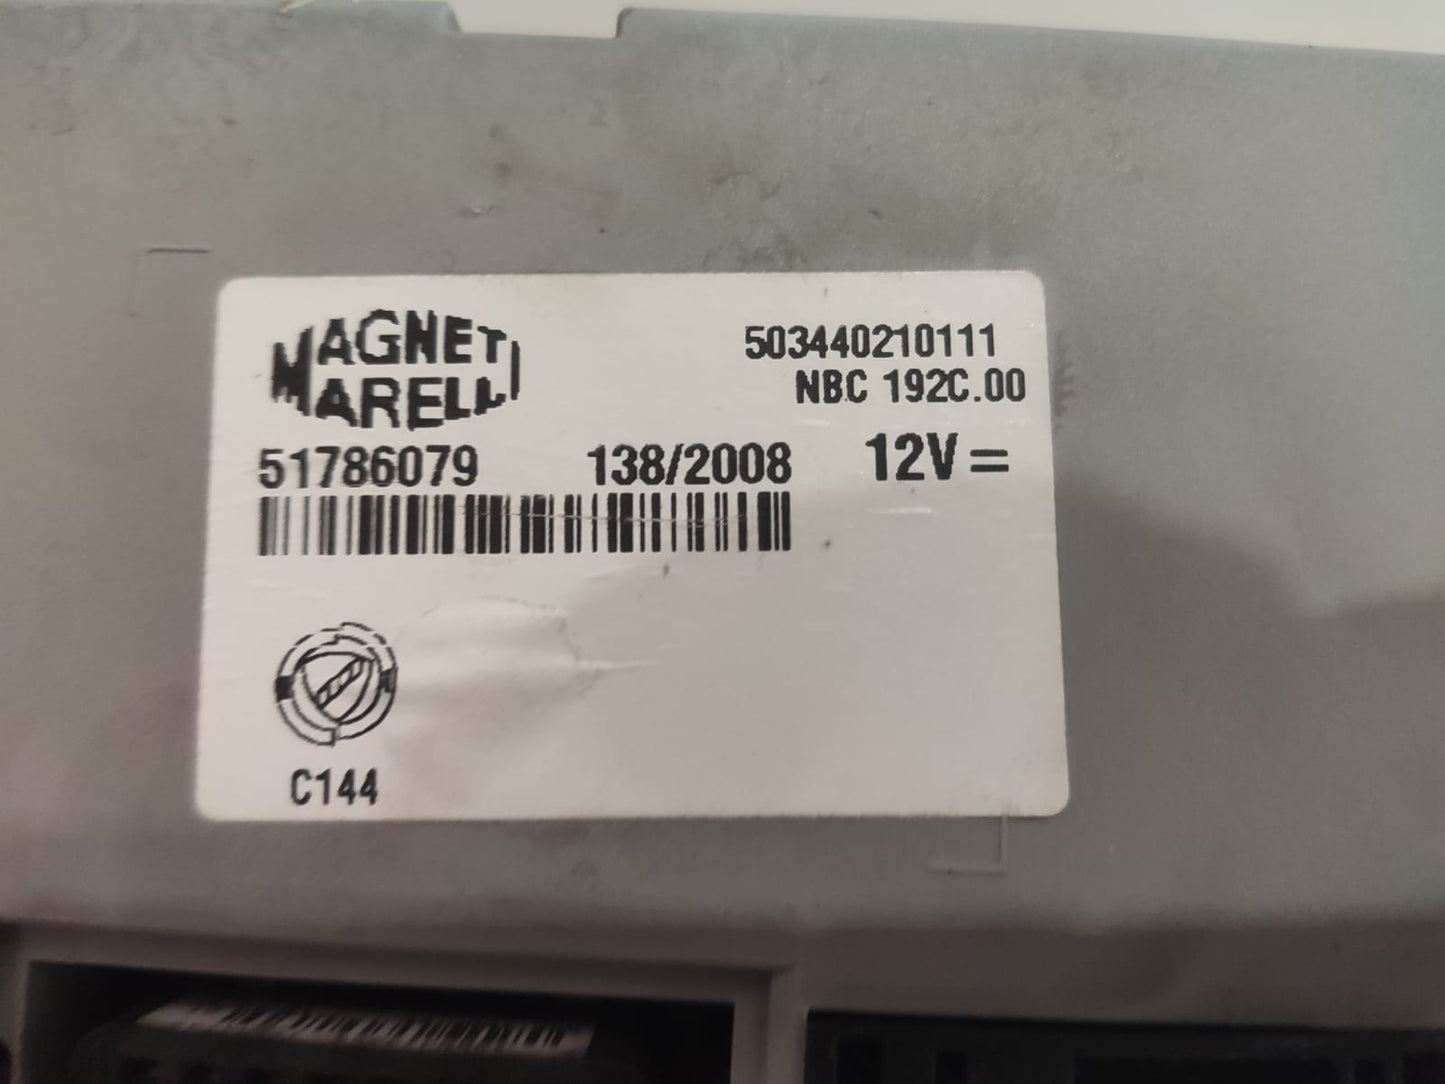 MAGNETI
MARELLI
503440210111
NBC 192C.00
51786079 138/2008 12V=
C144